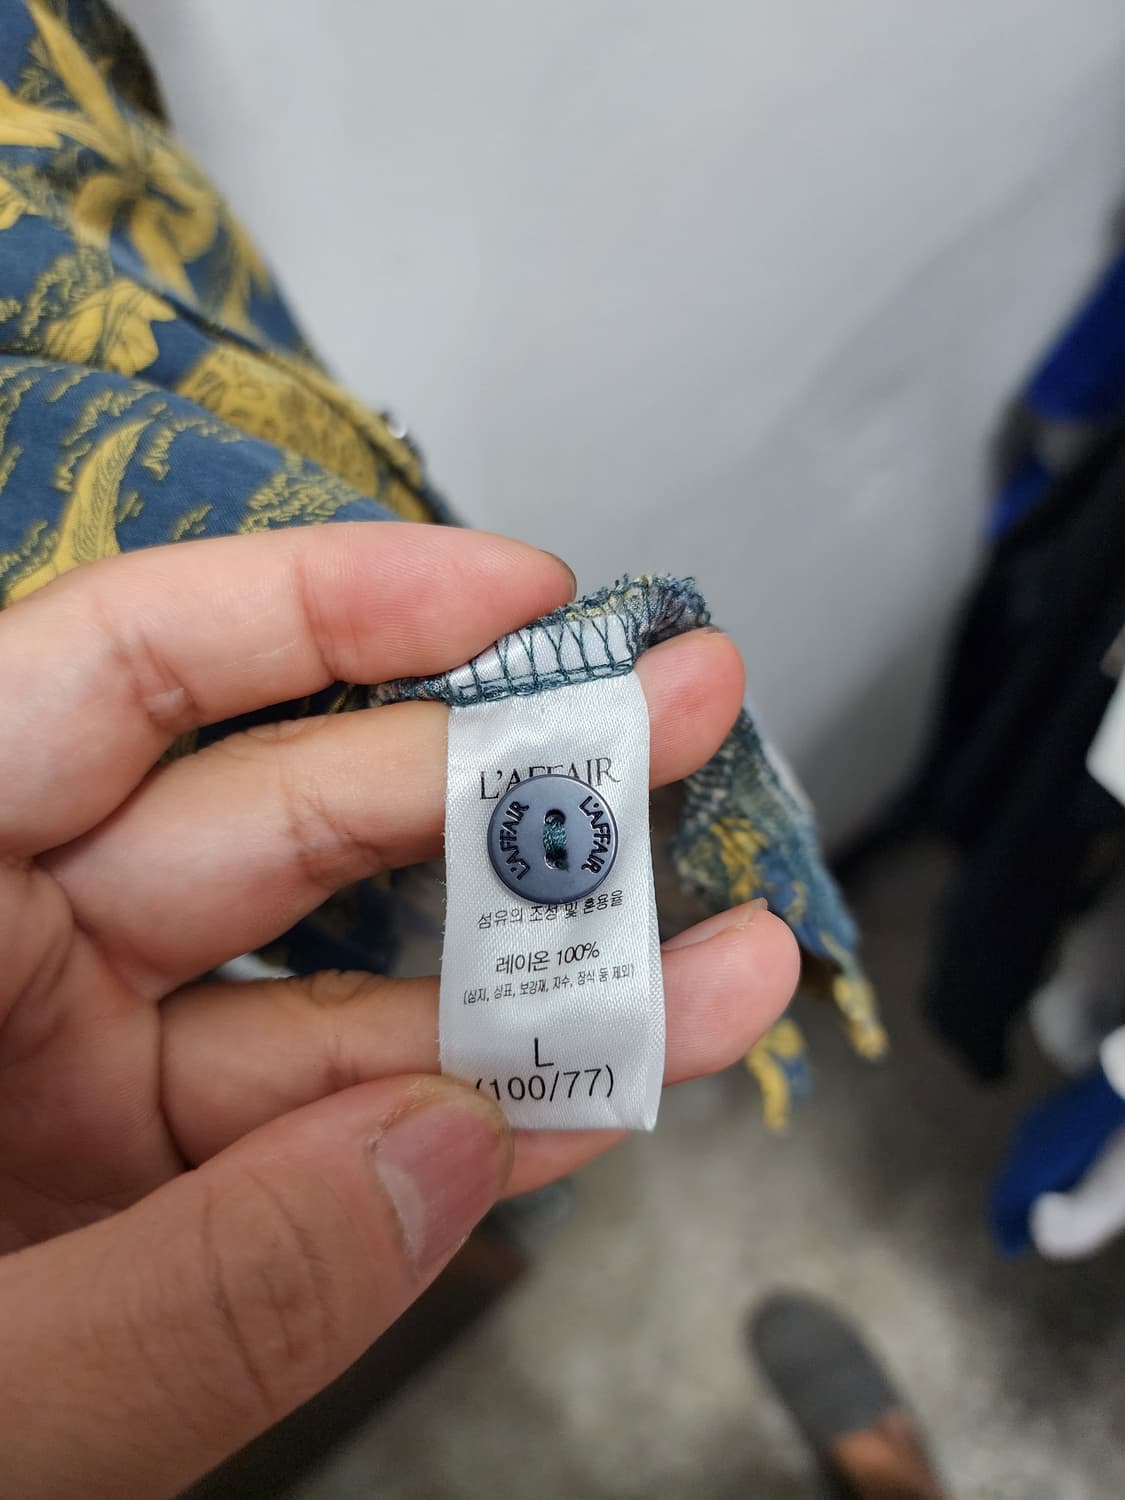 L'AFFAIR
L'AFFAIR L'AFFAIR
섬유의 조성 및 혼용율
레이온 100%
(심지, 상표, 보강재, 자수, 장식 등 제외)
L
(100/77)